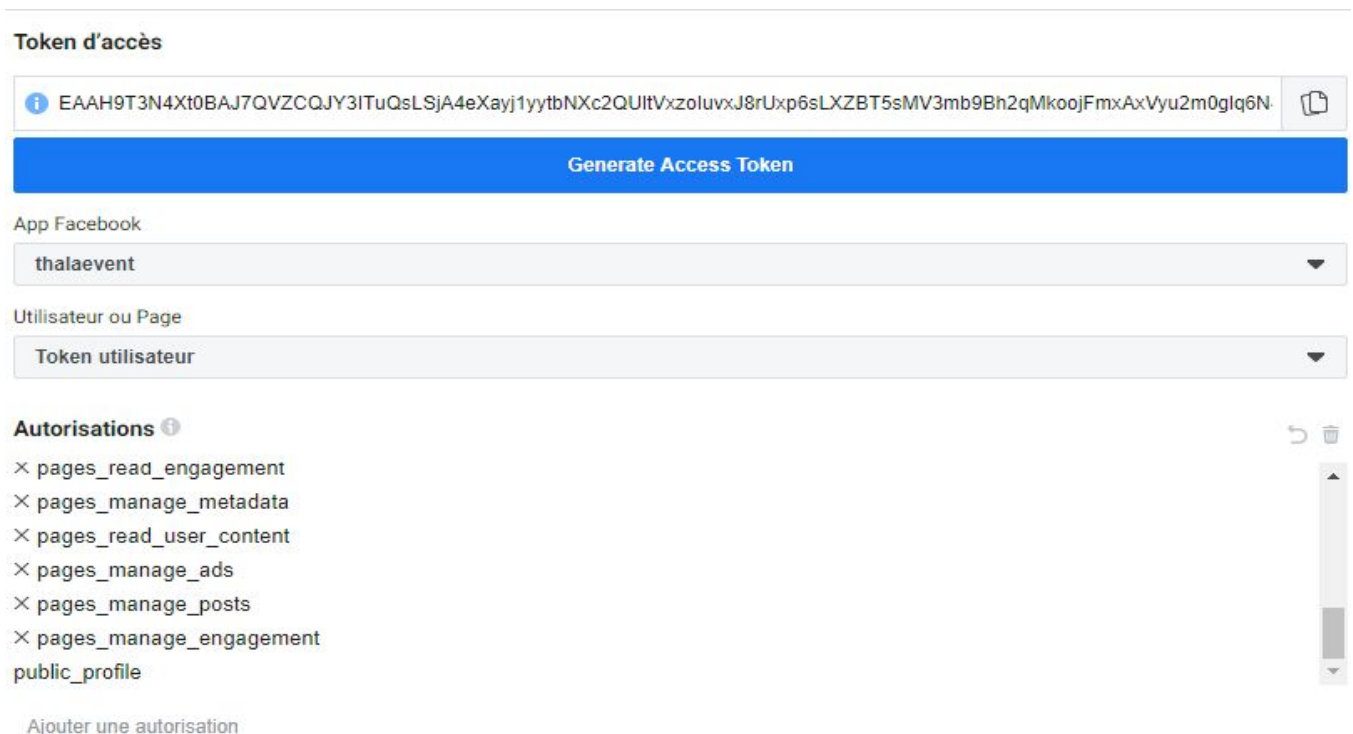 Token d'accès
Generate Access Token
App Facebook
thalaevent
Utilisateur ou Page
Token utilisateur
Autorisations
pages_read_engagement
pages_manage_metadata
pages_read_user_content
pages_manage_ads
pages_manage_posts
pages_manage_engagement
public_profile
Ajouter une autorisation